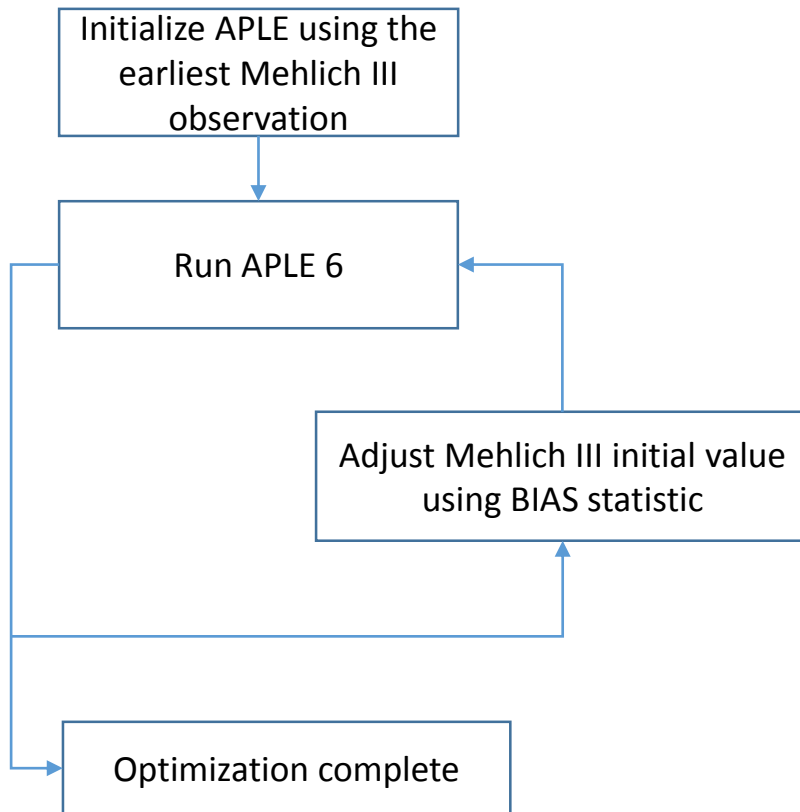 Initialize APLE using the
earliest Mehlich III
observation
Run APLE 6
Adjust Mehlich III initial value
using BIAS statistic
Optimization complete